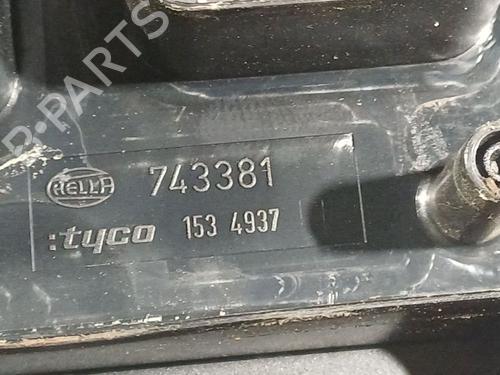 B-PARTS
HELLA 743381
:tyco 153 4937